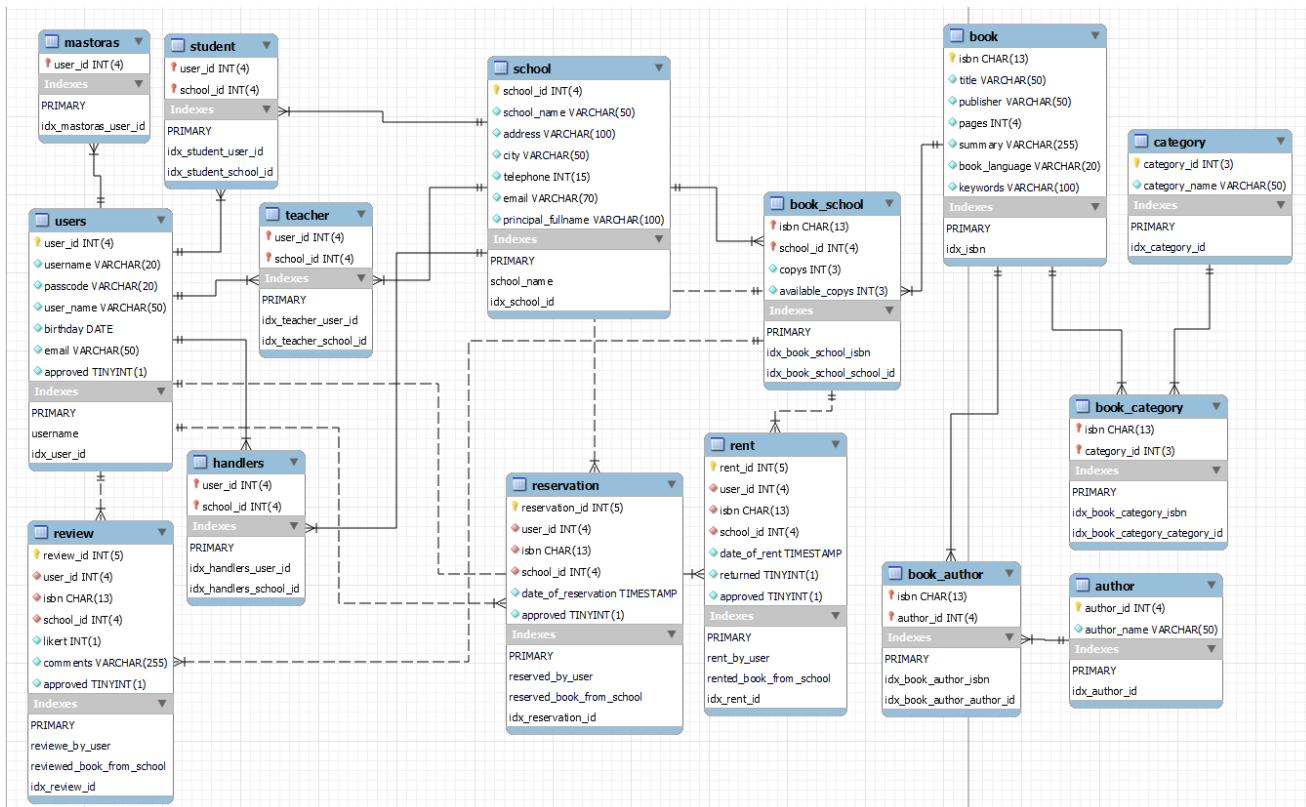 mastoras
user_id INT(4)
Indexes
PRIMARY
idx_mastoras_user_id
student
user_id INT(4)
school_id INT(4)
Indexes
PRIMARY
idx_student_user_id
idx_student_school_id
school
school_id INT(4)
school_name VARCHAR(50)
address VARCHAR(100)
city VARCHAR(50)
telephone INT(15)
email VARCHAR(70)
principal_fullname VARCHAR(100)
Indexes
PRIMARY
school_name
idx_school_id
book
isbn CHAR(13)
title VARCHAR(50)
publisher VARCHAR(50)
pages INT(4)
summary VARCHAR(255)
book_language VARCHAR(20)
keywords VARCHAR(100)
Indexes
PRIMARY
idx_isbn
category
category_id INT(3)
category_name VARCHAR(50)
Indexes
PRIMARY
idx_category_id
users
user_id INT(4)
username VARCHAR(20)
passcode VARCHAR(20)
user_name VARCHAR(50)
birthday DATE
email VARCHAR(50)
approved TINYINT(1)
Indexes
PRIMARY
username
idx_user_id
teacher
user_id INT(4)
school_id INT(4)
Indexes
PRIMARY
idx_teacher_user_id
idx_teacher_school_id
book_school
isbn CHAR(13)
school_id INT(4)
copys INT(3)
available_copys INT(3)
Indexes
PRIMARY
idx_book_school_isbn
idx_book_school_school_id
book_category
isbn CHAR(13)
category_id INT(3)
Indexes
PRIMARY
idx_book_category_isbn
idx_book_category_category_id
handlers
user_id INT(4)
school_id INT(4)
Indexes
PRIMARY
idx_handlers_user_id
idx_handlers_school_id
reservation
reservation_id INT(5)
user_id INT(4)
isbn CHAR(13)
school_id INT(4)
date_of_reservation TIMESTAMP
approved TINYINT(1)
Indexes
PRIMARY
reserved_by_user
reserved_book_from_school
idx_reservation_id
rent
rent_id INT(5)
user_id INT(4)
isbn CHAR(13)
school_id INT(4)
date_of_rent TIMESTAMP
returned TINYINT(1)
approved TINYINT(1)
Indexes
PRIMARY
rent_by_user
rented_book_from_school
idx_rent_id
review
review_id INT(5)
user_id INT(4)
isbn CHAR(13)
school_id INT(4)
likert INT(1)
comments VARCHAR(255)
approved TINYINT(1)
Indexes
PRIMARY
reviewe_by_user
reviewed_book_from_school
idx_review_id
book_author
isbn CHAR(13)
author_id INT(4)
Indexes
PRIMARY
idx_book_author_isbn
idx_book_author_author_id
author
author_id INT(4)
author_name VARCHAR(50)
Indexes
PRIMARY
idx_author_id